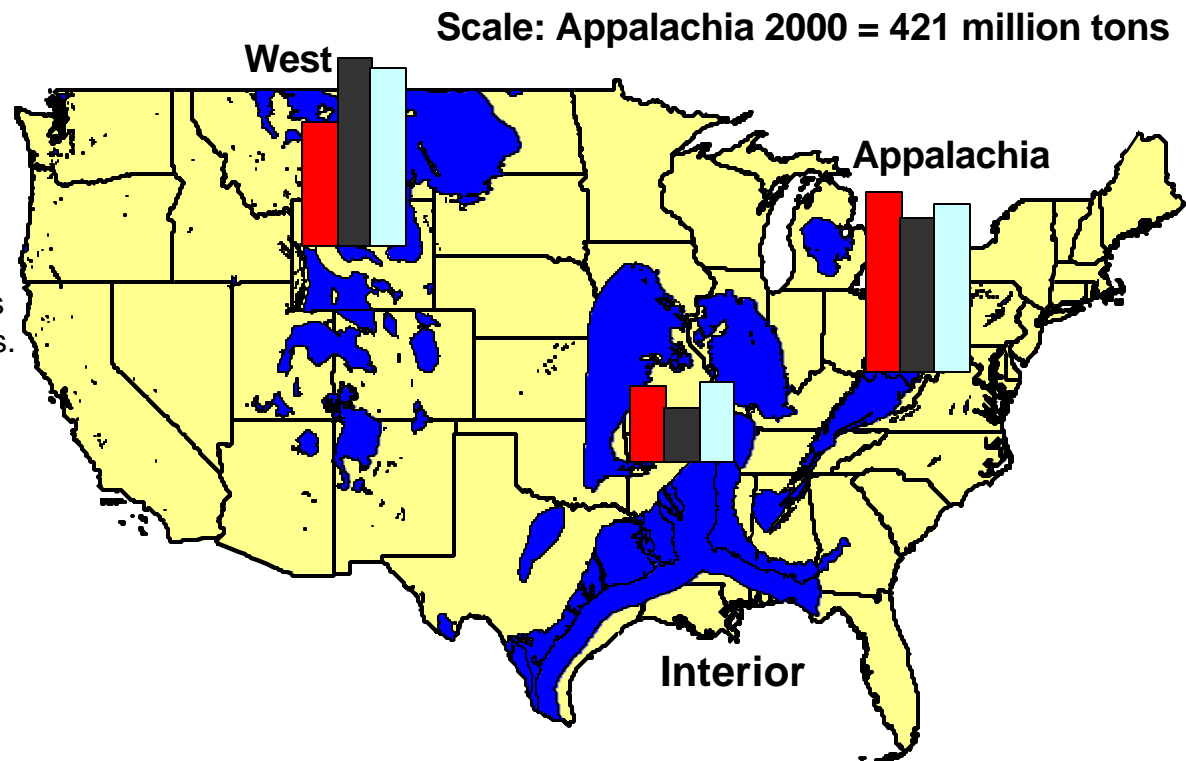 Scale: Appalachia 2000 = 421 million tons
West
Appalachia
s
s.
Interior